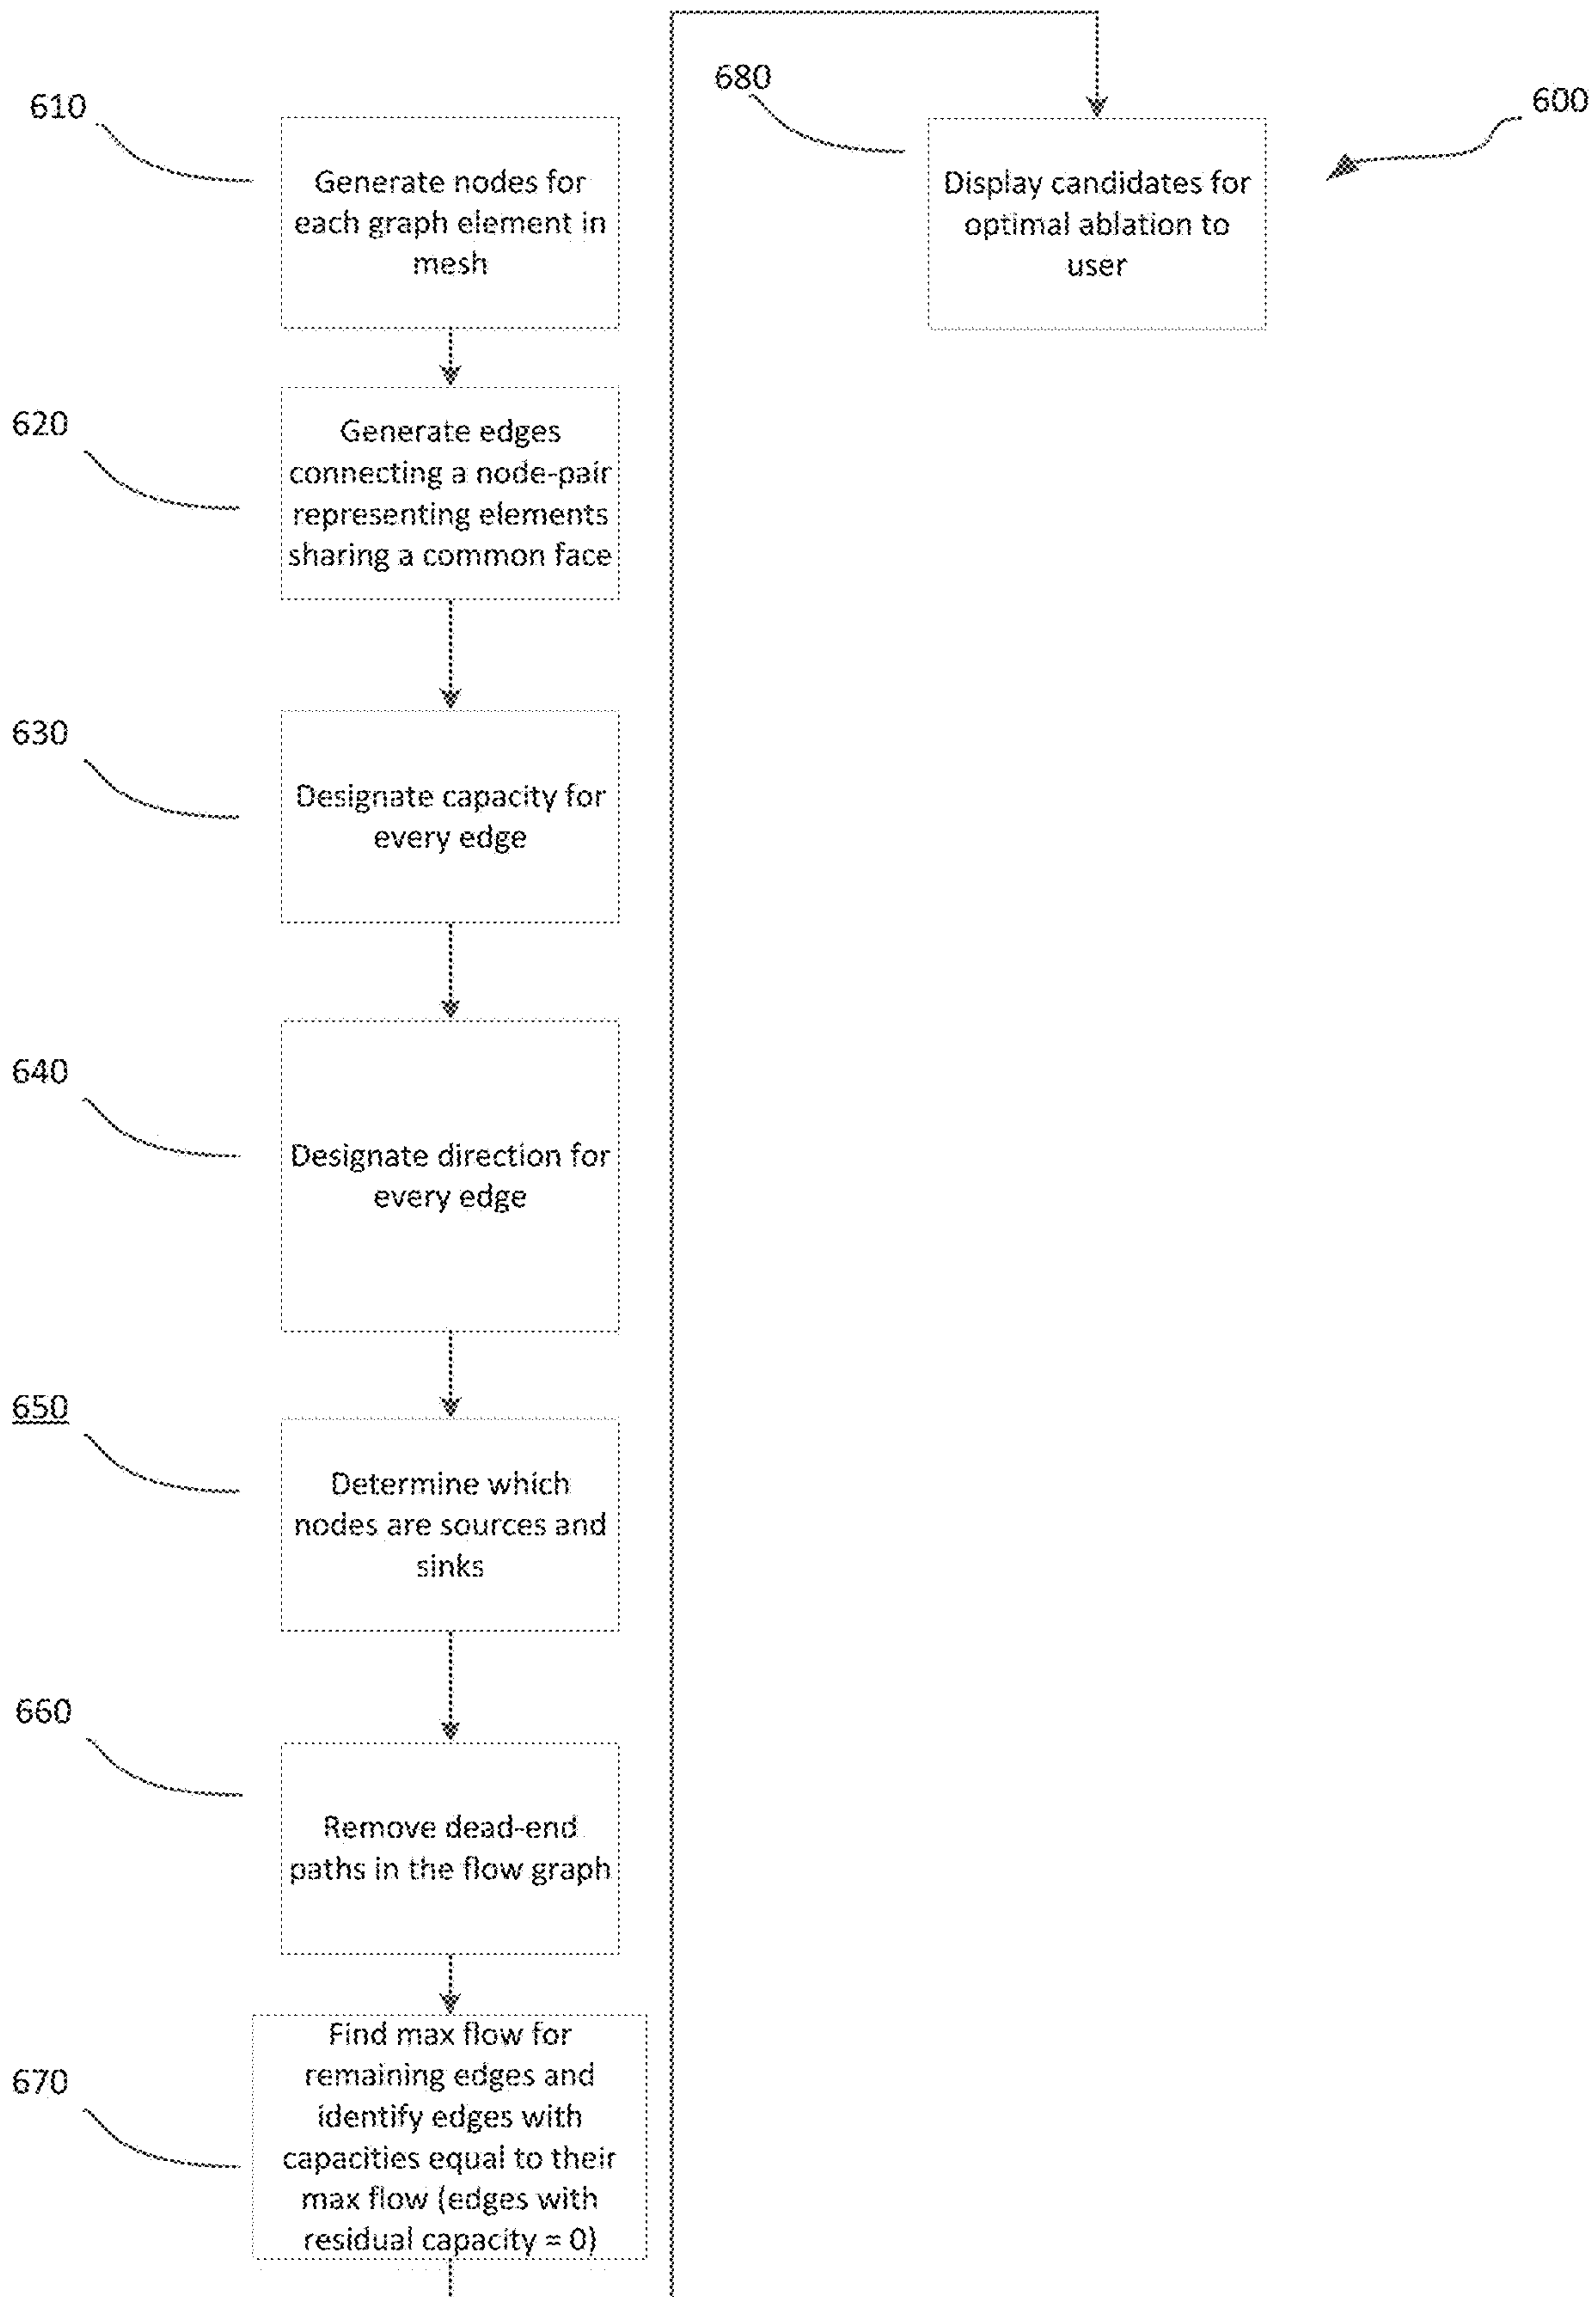 610
Generate nodes for
each graph element in
mesh
620
Generate edges
connecting a node-pair
representing elements
sharing a common face
630
Designate capacity for
every edge
640
Designate direction for
every edge
650
Determine which
nodes are sources and
sinks
660
Remove dead-end
paths in the flow graph
670
Find max flow for
remaining edges and
identify edges with
capacities equal to their
max flow (edges with
residual capacity = 0)
680
Display candidates for
optimal ablation to
user
600